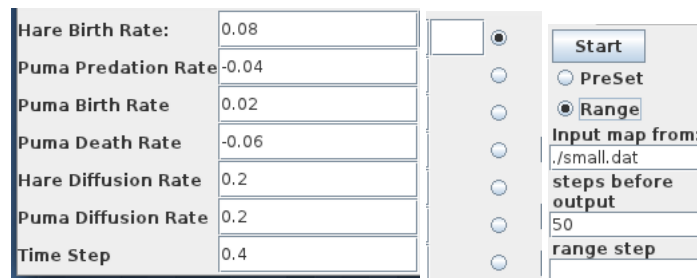 Hare Birth Rate: 0.08
Puma Predation Rate -0.04
Puma Birth Rate 0.02
Puma Death Rate -0.06
Hare Diffusion Rate 0.2
Puma Diffusion Rate 0.2
Time Step 0.4
Start
PreSet
Range
Input map from:
./small.dat
steps before
output
50
range step